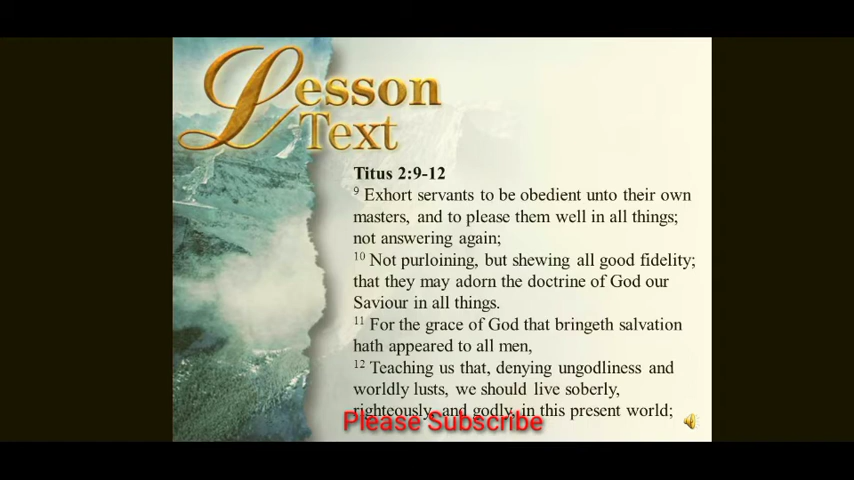 Lesson
Text
Titus 2:9-12
9 Exhort servants to be obedient unto their own
masters, and to please them well in all things;
not answering again;
10 Not purloining, but shewing all good fidelity;
that they may adorn the doctrine of God our
Saviour in all things.
11 For the grace of God that bringeth salvation
hath appeared to all men,
12 Teaching us that, denying ungodliness and
worldly lusts, we should live soberly,
righteously, and godly, in this present world;
Please Subscribe